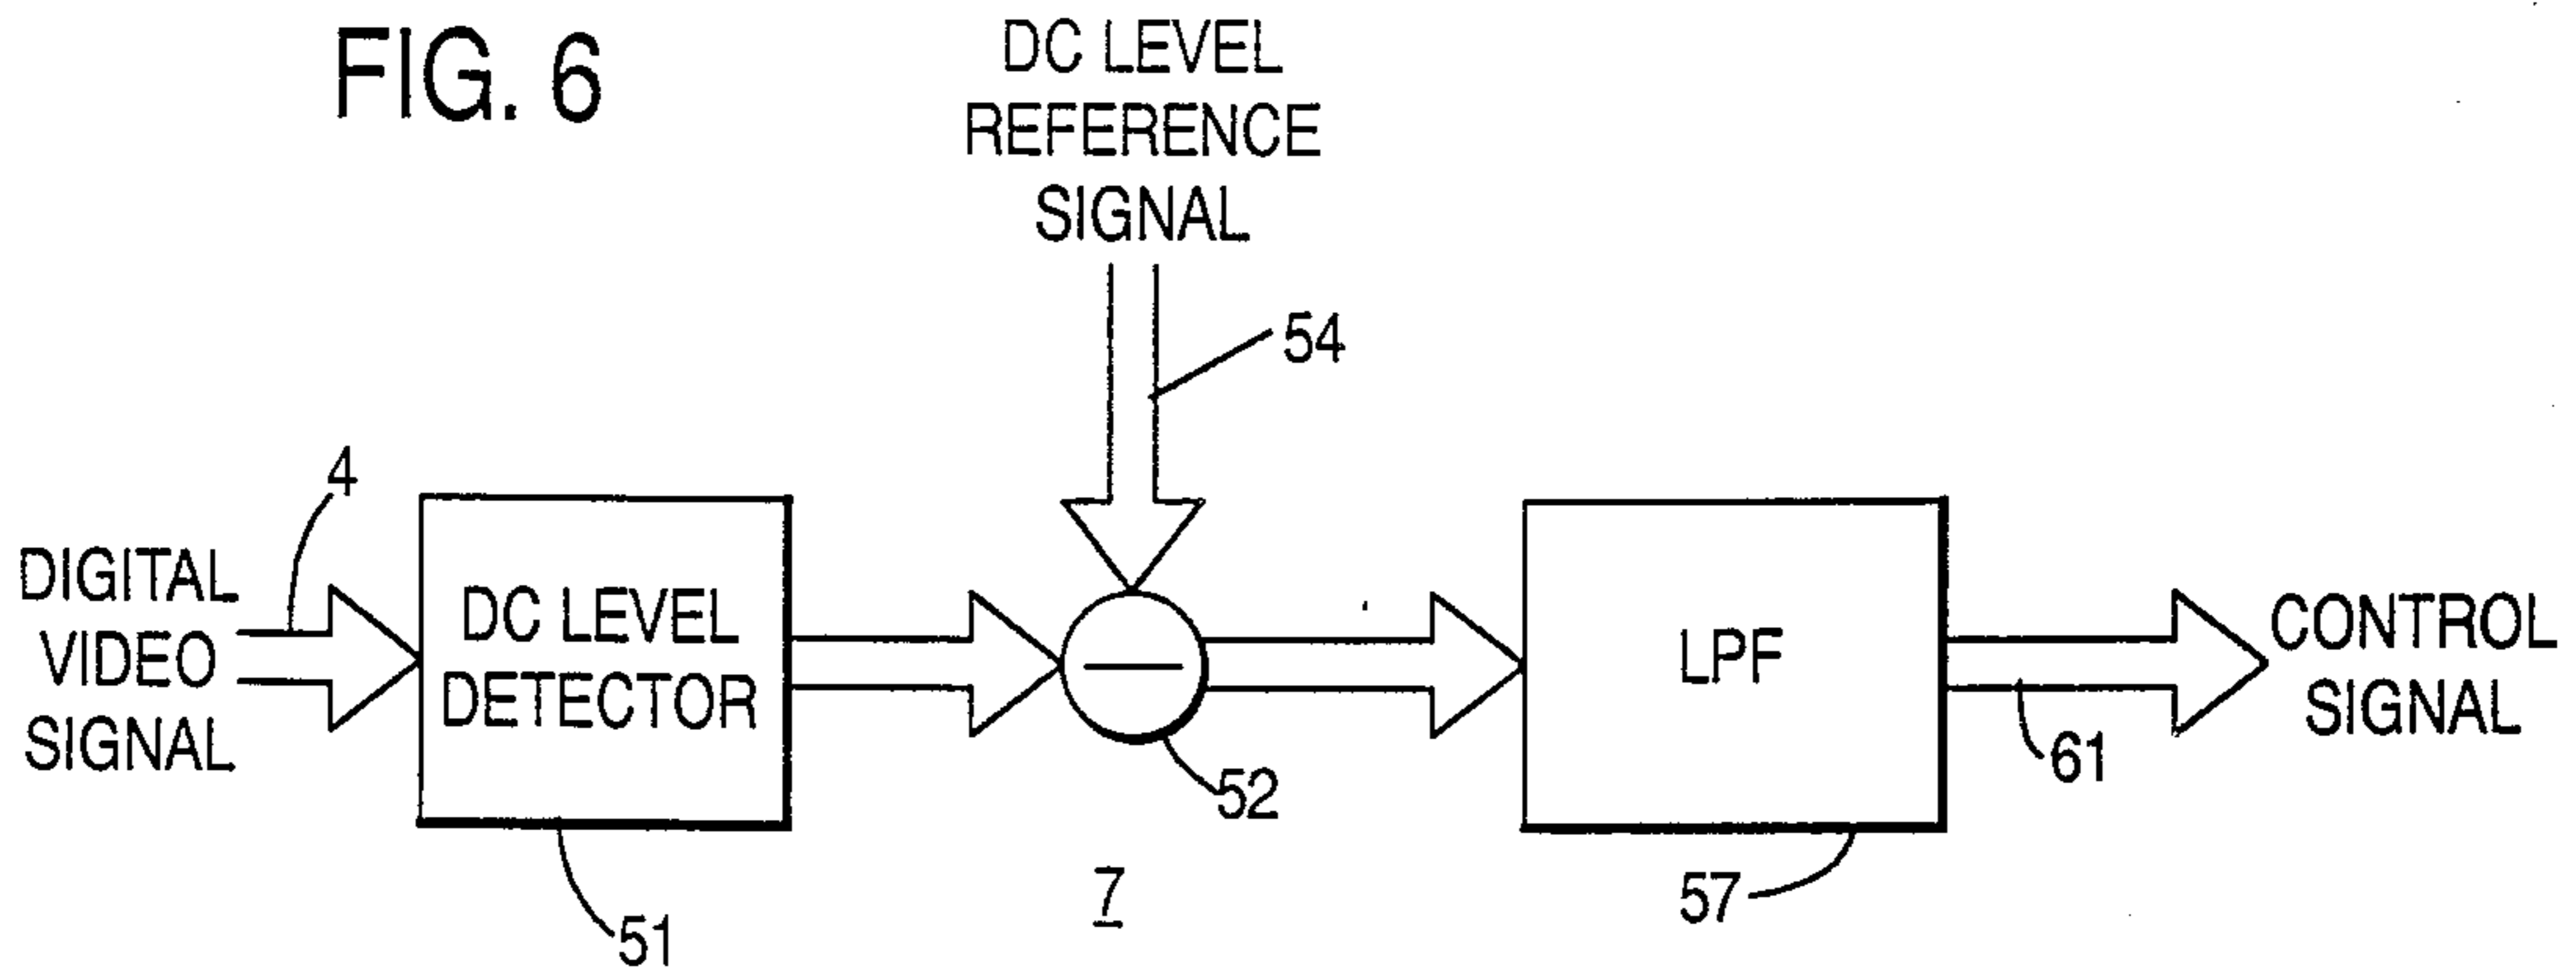 FIG. 6
DC LEVEL
REFERENCE
SIGNAL
54
4
DIGITAL
VIDEO
SIGNAL
DC LEVEL
DETECTOR
51
52
7
LPF
57
61
CONTROL
SIGNAL